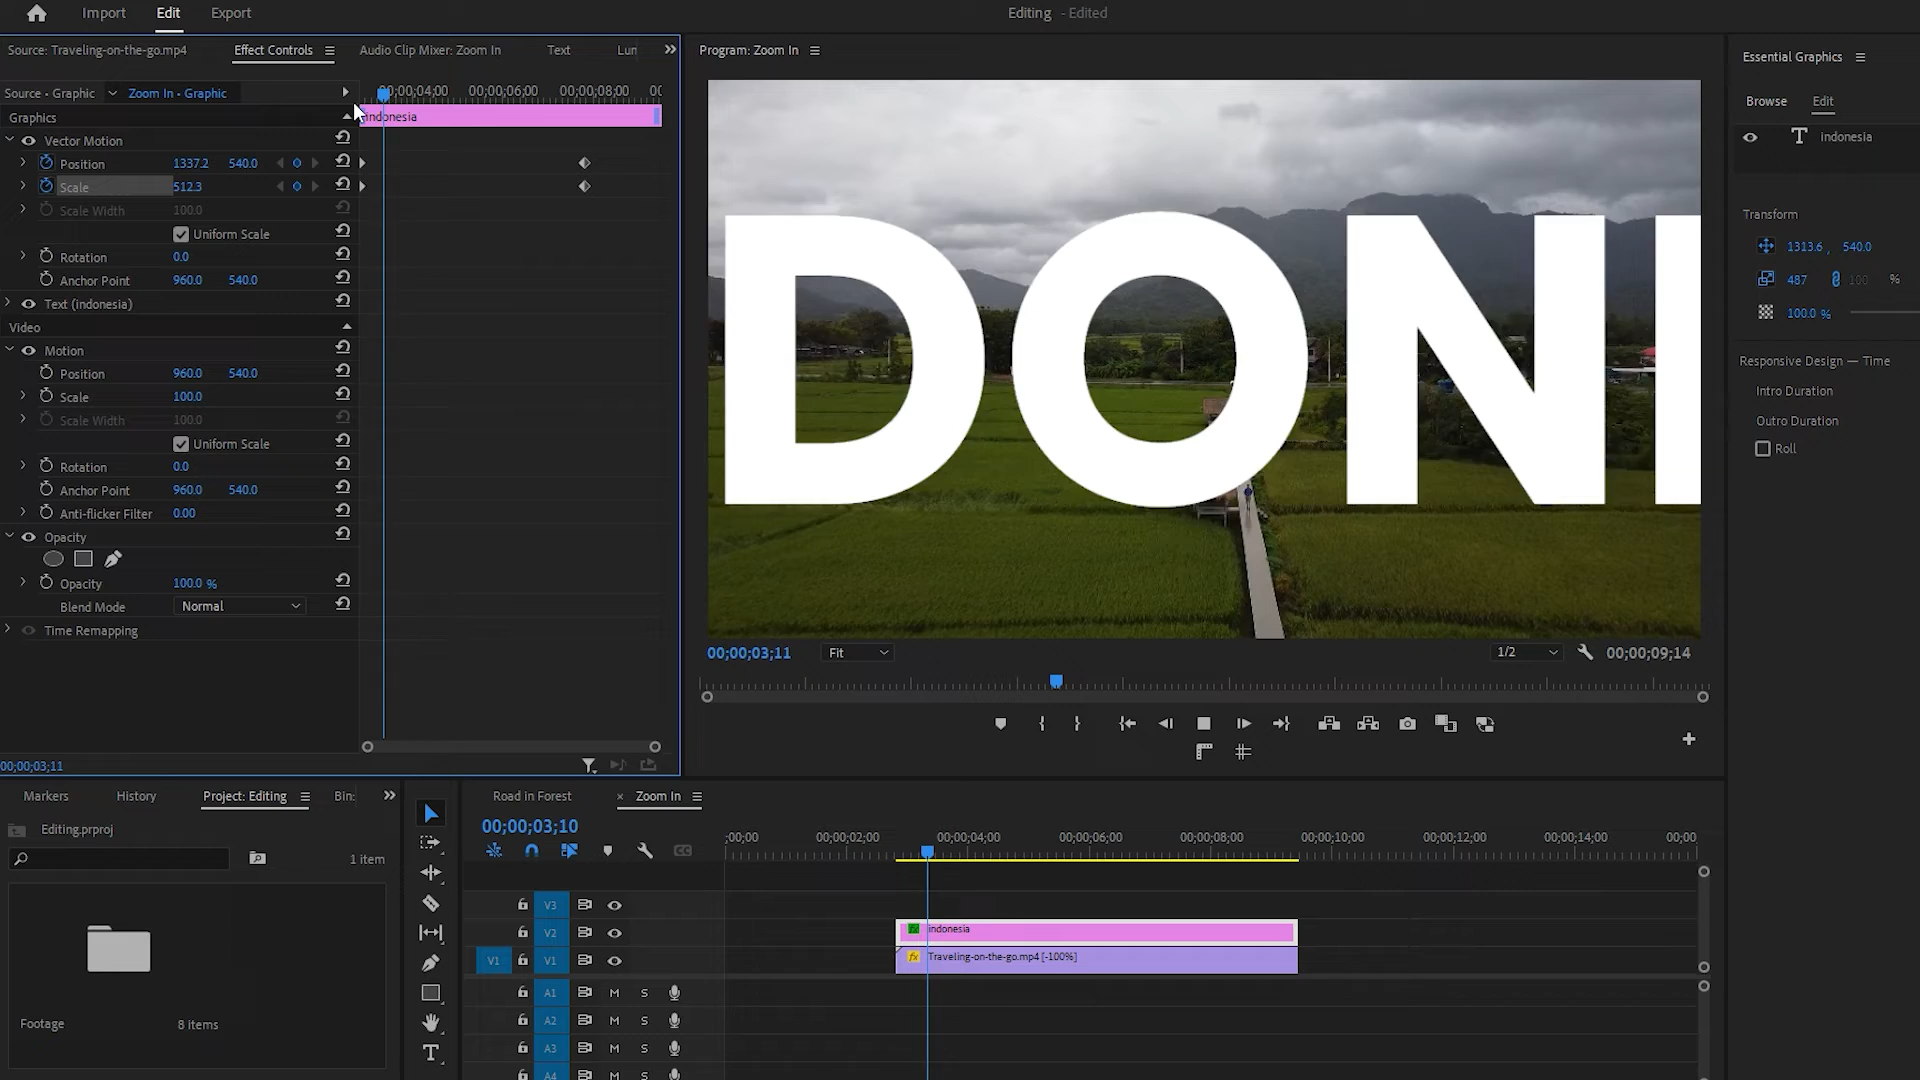 Import Edit Export
Editing - Edited
Source: Traveling-on-the-go.mp4 Effect Controls Audio Clip Mixer: Zoom In Text Lun
Source • Graphic Zoom In • Graphic
00;00;04;00 00;00;06;00 00;00;08;00 00
Graphics
indonesia
Vector Motion
Position 1337.2 540.0
Scale 512.3
Scale Width 100.0
Uniform Scale
Rotation 0.0
Anchor Point 960.0 540.0
Text (indonesia)
Video
Motion
Position 960.0 540.0
Scale 100.0
Scale Width 100.0
Uniform Scale
Rotation 0.0
Anchor Point 960.0 540.0
Anti-flicker Filter 0.00
Opacity
Opacity 100.0 %
Blend Mode Normal
Time Remapping
00;00;03;11
Program: Zoom In
DONI
00;00;03;11 Fit 1/2 00;00;09;14
Essential Graphics
Browse Edit
T indonesia
Transform
1313.6 , 540.0
487 100 %
100.0 %
Responsive Design — Time
Intro Duration
Outro Duration
Roll
Markers History Project: Editing Bin:
Editing.prproj
1 item
Footage 8 items
T
Road in Forest × Zoom In
00;00;03;10
;00;00 00;00;02;00 00;00;04;00 00;00;06;00 00;00;08;00 00;00;10;00 00;00;12;00 00;00;14;00 00;00
V3
V2 fx indonesia
V1 V1 fx Traveling-on-the-go.mp4 [-100%]
A1 M S
A2 M S
A3 M S
A4 M S